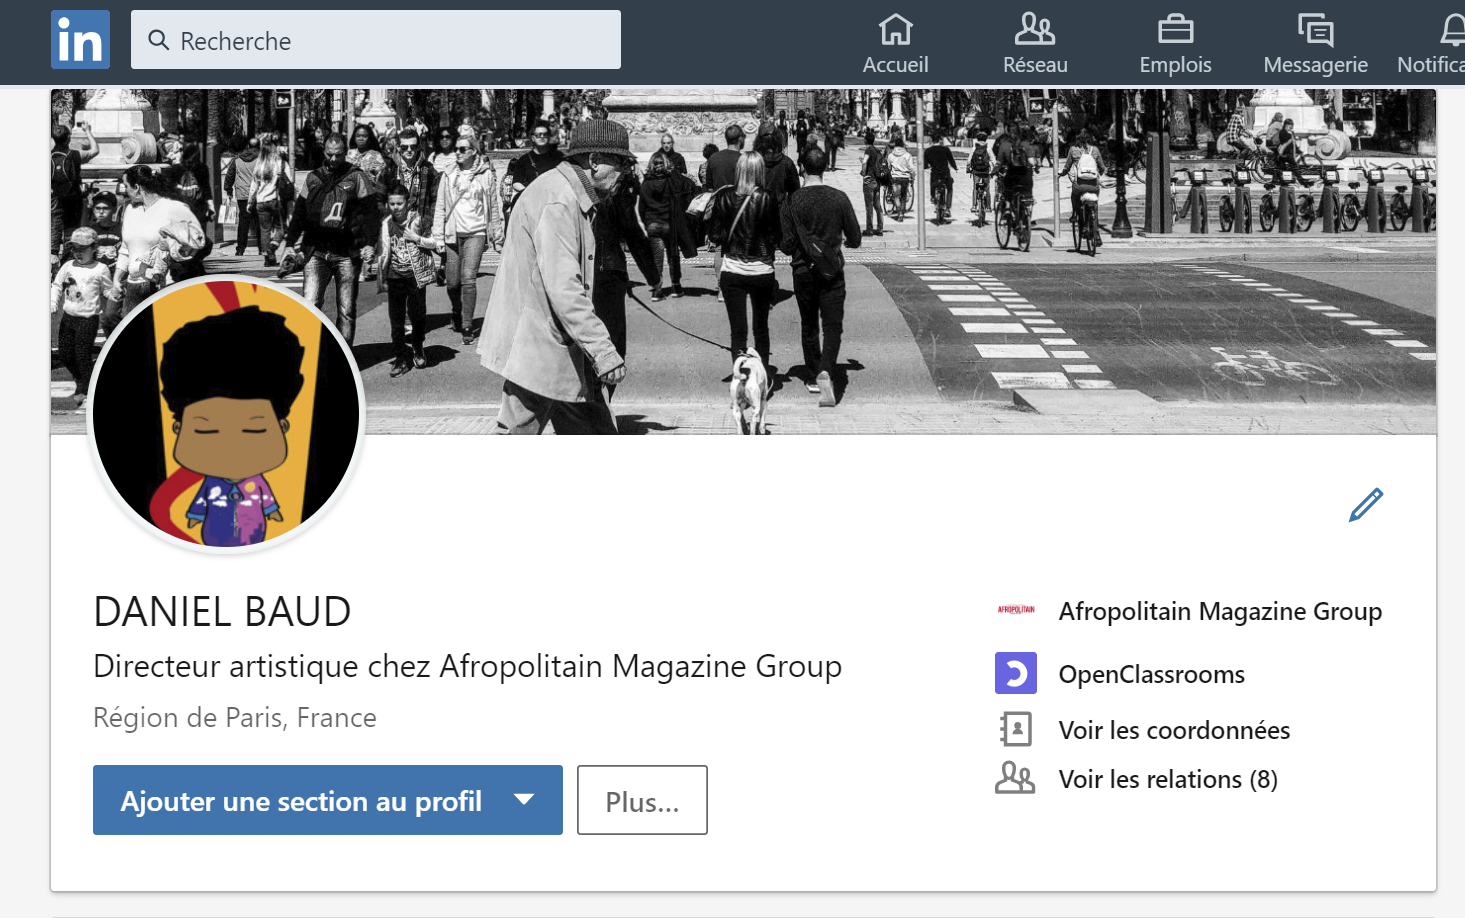 in
Recherche
Accueil
Réseau
Emplois
Messagerie
Notifica
DANIEL BAUD
Directeur artistique chez Afropolitain Magazine Group
Région de Paris, France
Ajouter une section au profil
Plus...
AFROPOLITAIN
Afropolitain Magazine Group
OpenClassrooms
Voir les coordonnées
Voir les relations (8)